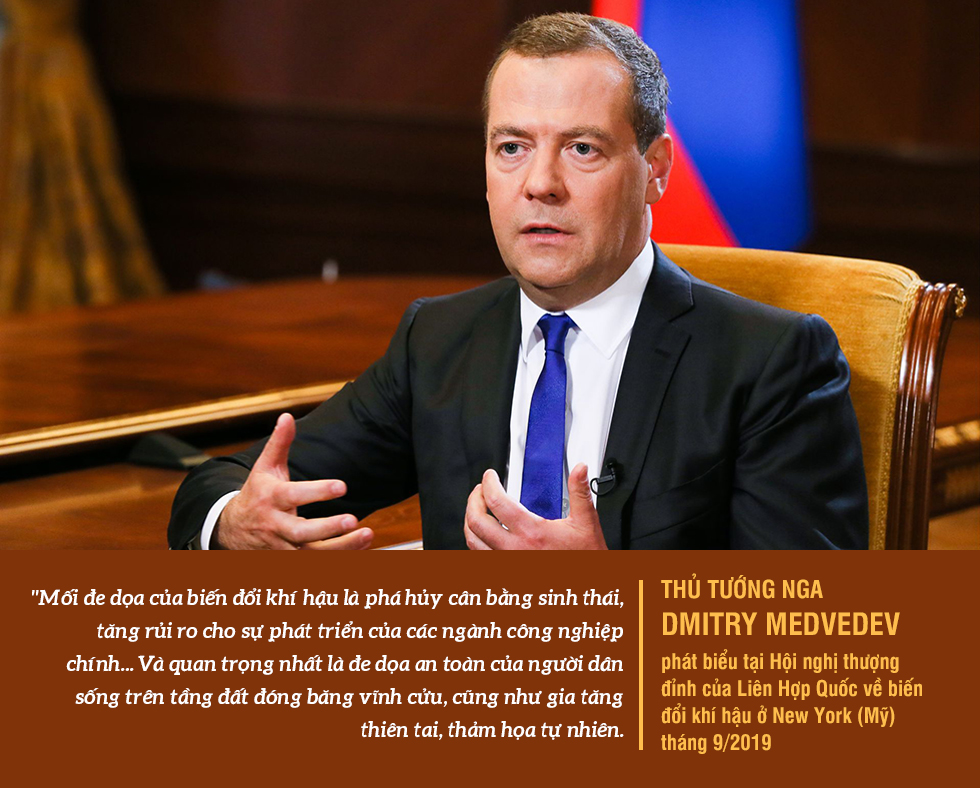 "Mối đe dọa của biến đổi khí hậu là phá hủy cân bằng sinh thái,
tăng rủi ro cho sự phát triển của các ngành công nghiệp
chính... Và quan trọng nhất là đe dọa an toàn của người dân
sống trên tầng đất đóng băng vĩnh cửu, cũng như gia tăng
thiên tai, thảm họa tự nhiên.
THỦ TƯỚNG NGA
DMITRY MEDVEDEV
phát biểu tại Hội nghị thượng
đỉnh của Liên Hợp Quốc về biến
đổi khí hậu ở New York (Mỹ)
tháng 9/2019